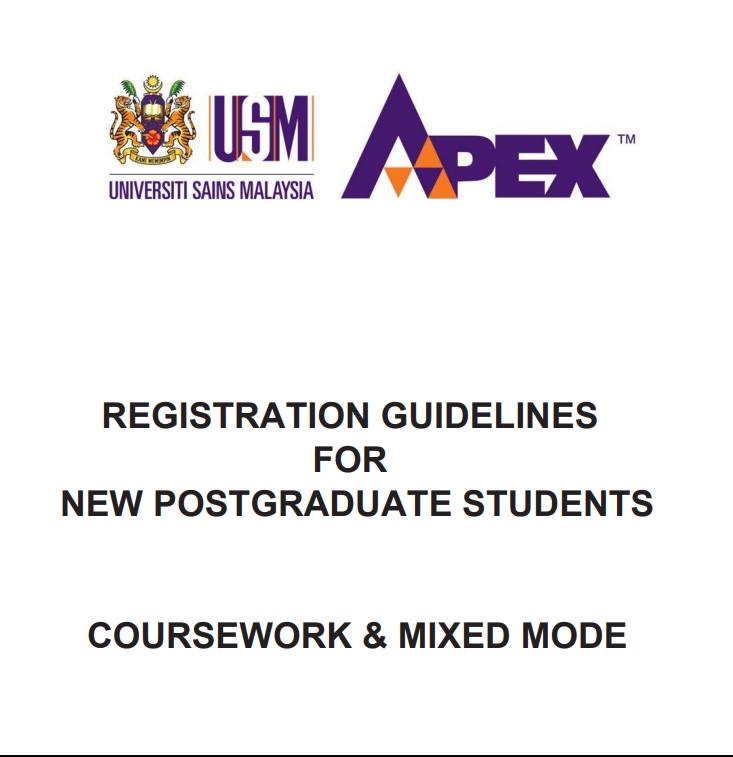 USM
UNIVERSITI SAINS MALAYSIA
APEX™
REGISTRATION GUIDELINES
FOR
NEW POSTGRADUATE STUDENTS
COURSEWORK & MIXED MODE